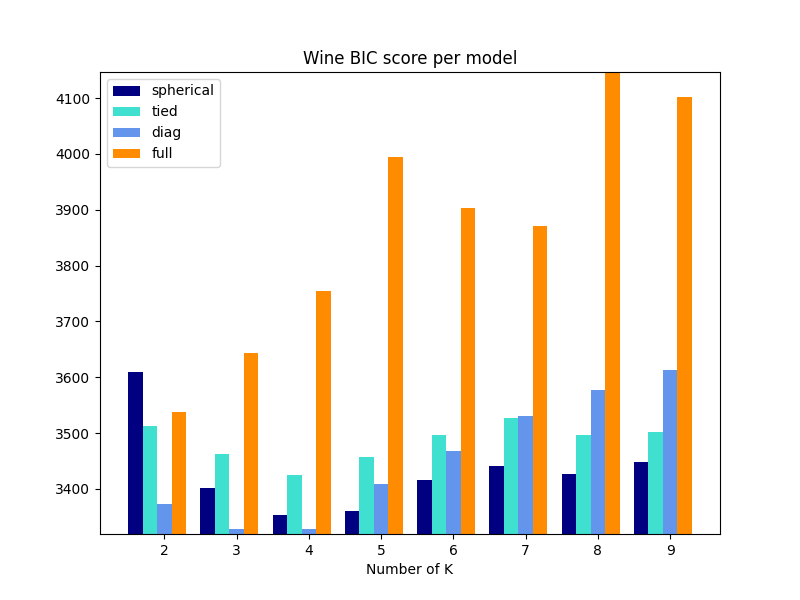 Wine BIC score per model
spherical
tied
diag
full
4100
4000
3900
3800
3700
3600
3500
3400
2 3 4 5 6 7 8 9
Number of K